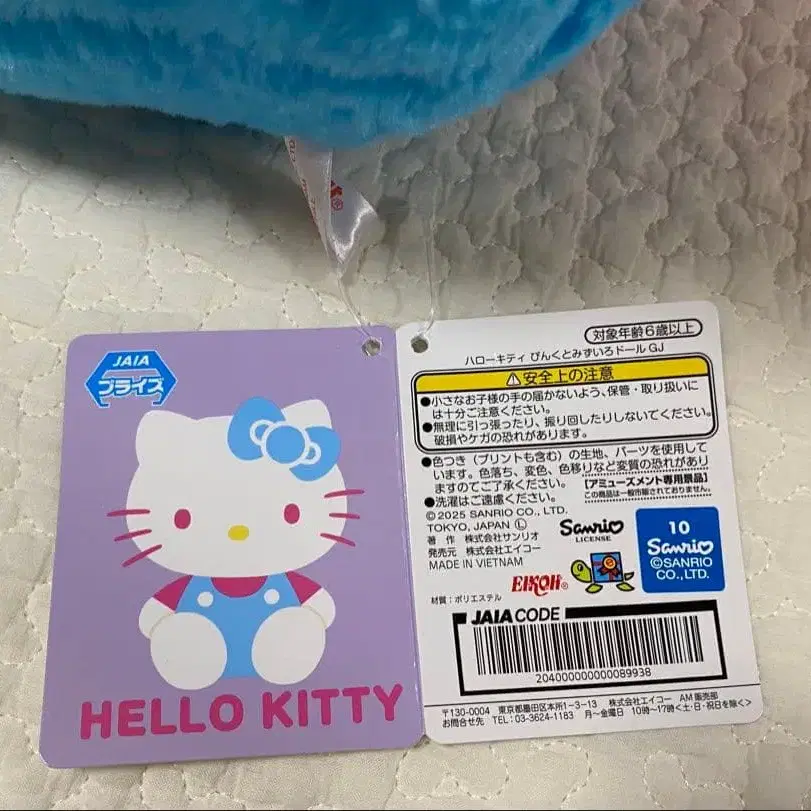 JAIA
プライズ
HELLO KITTY
対象年齢6歳以上
ハローキティ ぴんくとみずいろドール GJ
⚠安全上の注意
●小さなお子様の手の届かないよう、保管・取り扱いに
は十分ご注意ください。
●無理に引っ張ったり、振り回したりしないでください。
破損やケガの恐れがあります。
●色つき(プリントも含む)の生地、パーツを使用して
います。色落ち、変色、色移りなど変質の恐れがあり
ますのでご了承ください。
【アミューズメント専用景品】
●洗濯はご遠慮ください。
この商品は一般市販されておりません。
©2025 SANRIO CO., LTD.
TOKYO, JAPAN Ⓛ
著 作 株式会社サンリオ
発売元 株式会社エイコー
MADE IN VIETNAM
Sanrio
LICENSE
10
Sanrio
©SANRIO
CO.,LTD.
EIKOH®
材質:ポリエステル
JAIA CODE
204000000000089938
〒130-0004 東京都墨田区本所1-3-13 株式会社エイコー AM販売部
お問合せ先 TEL:03-3624-1183 月~金曜日 10時~17時<土・日・祝日を除く>